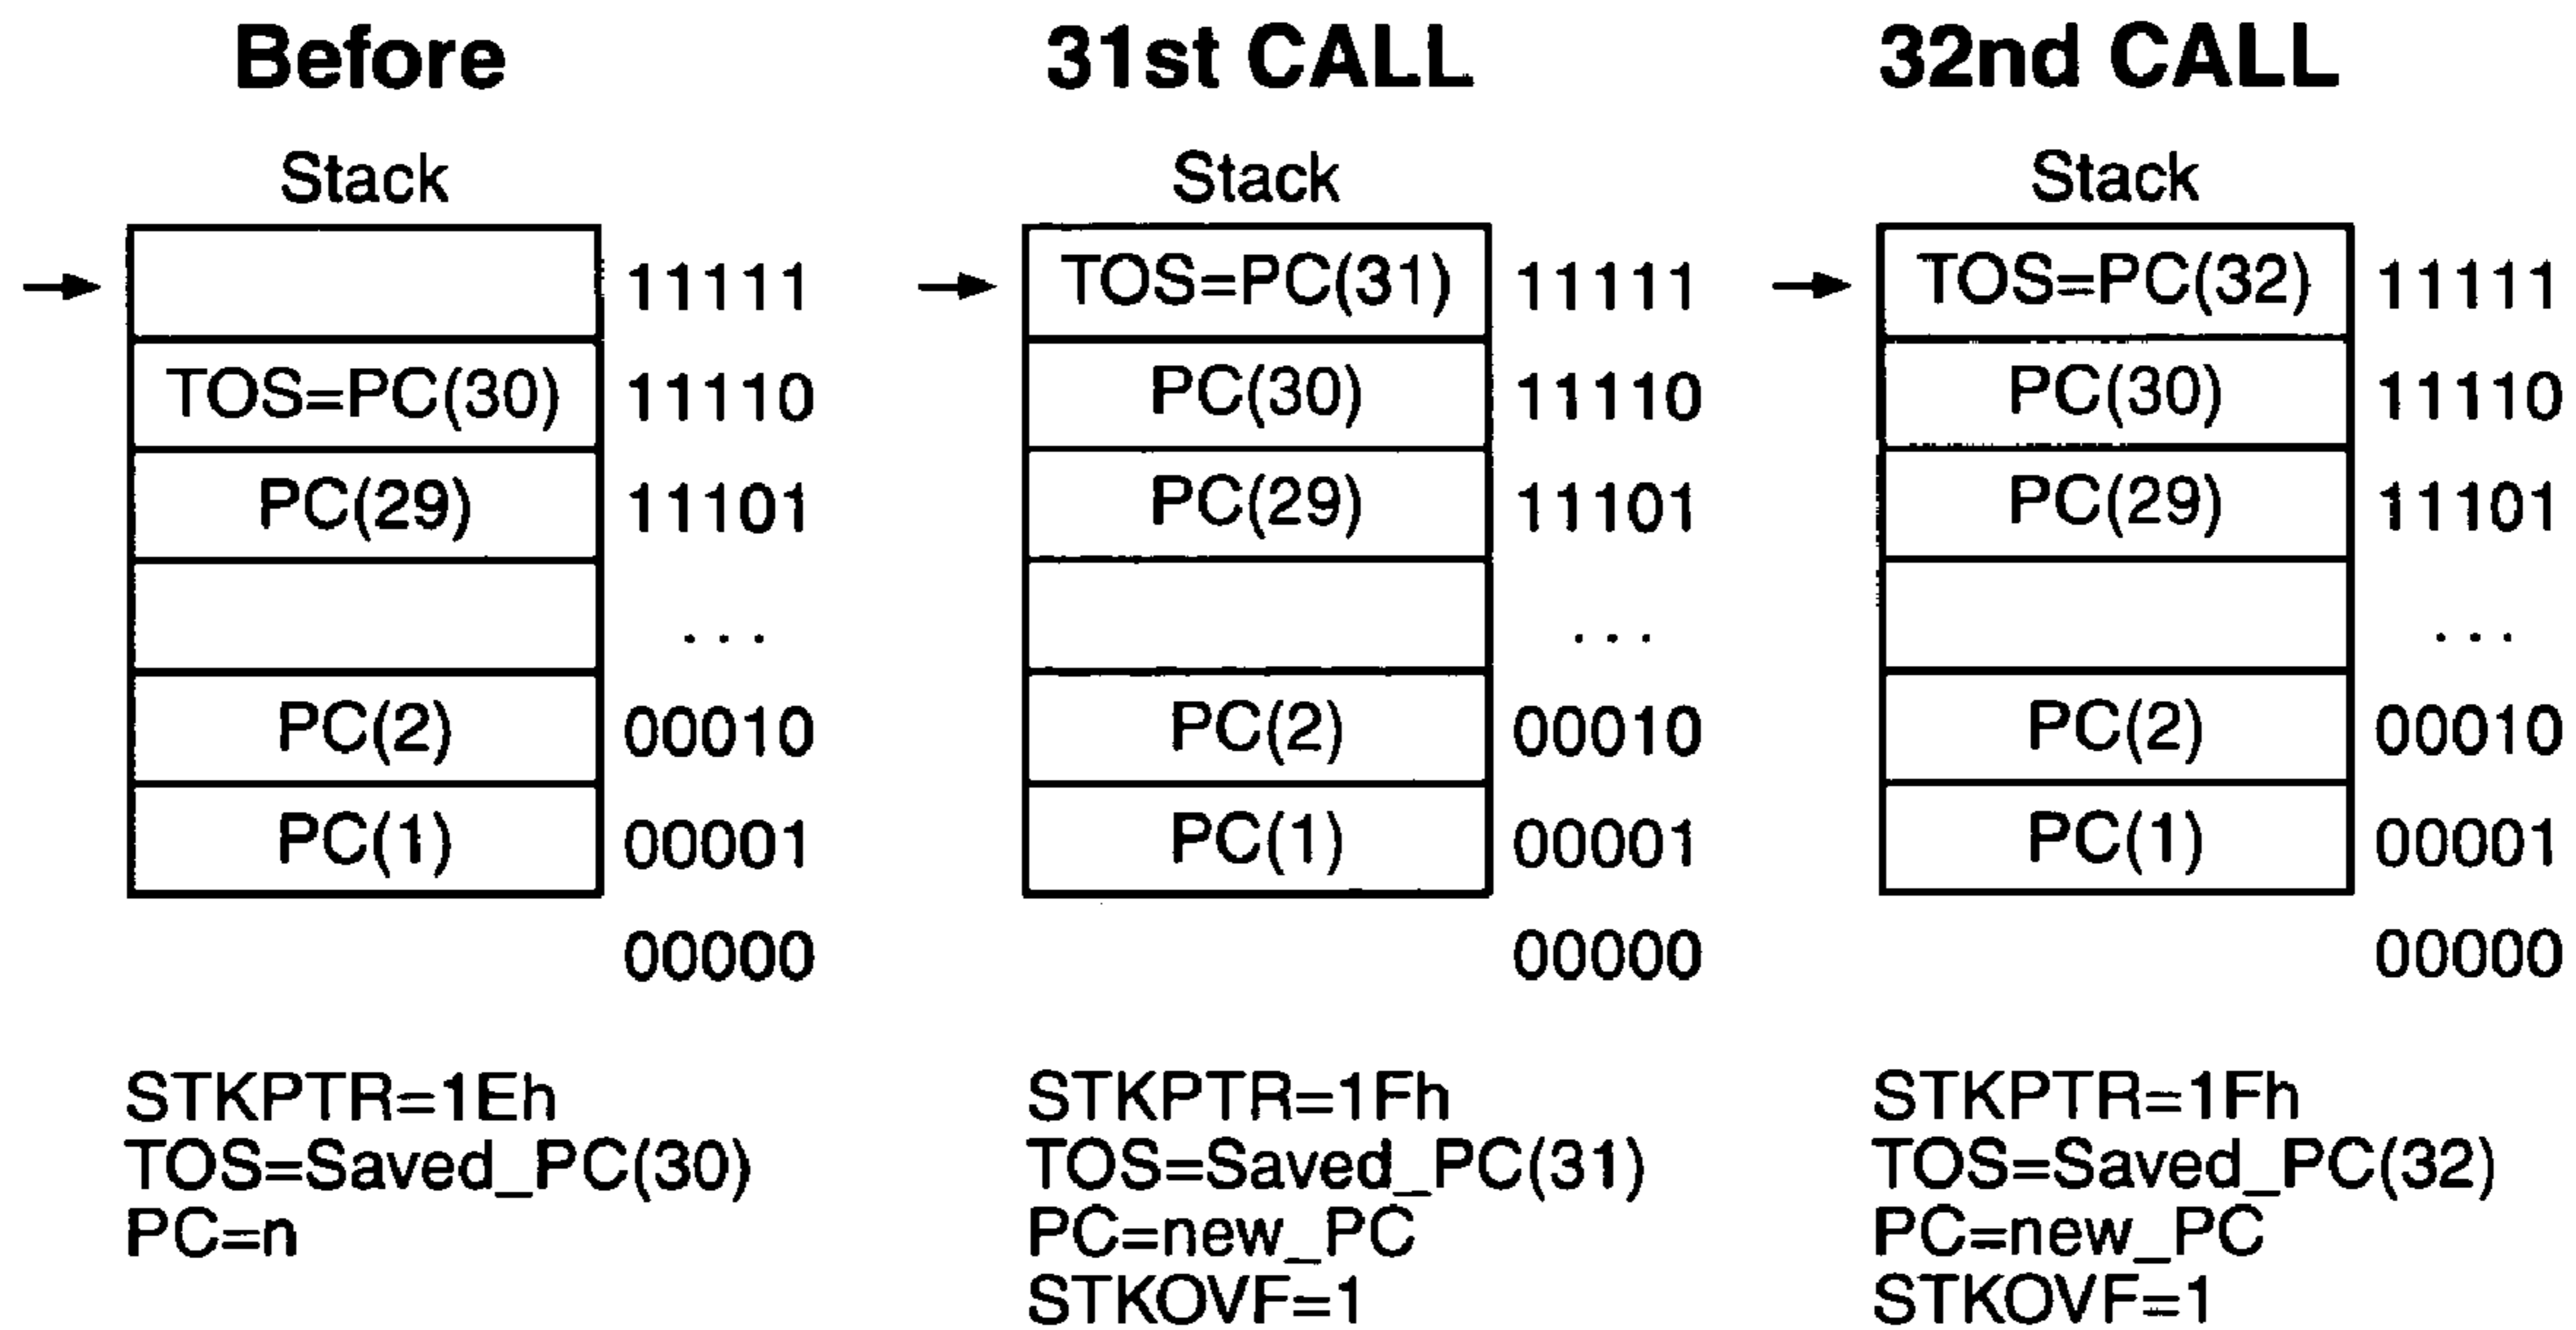 Before
Stack
11111
TOS=PC(30) 11110
PC(29) 11101
...
PC(2) 00010
PC(1) 00001
00000
STKPTR=1Eh
TOS=Saved_PC(30)
PC=n
31st CALL
Stack
TOS=PC(31) 11111
PC(30) 11110
PC(29) 11101
...
PC(2) 00010
PC(1) 00001
00000
STKPTR=1Fh
TOS=Saved_PC(31)
PC=new_PC
STKOVF=1
32nd CALL
Stack
TOS=PC(32) 11111
PC(30) 11110
PC(29) 11101
...
PC(2) 00010
PC(1) 00001
00000
STKPTR=1Fh
TOS=Saved_PC(32)
PC=new_PC
STKOVF=1